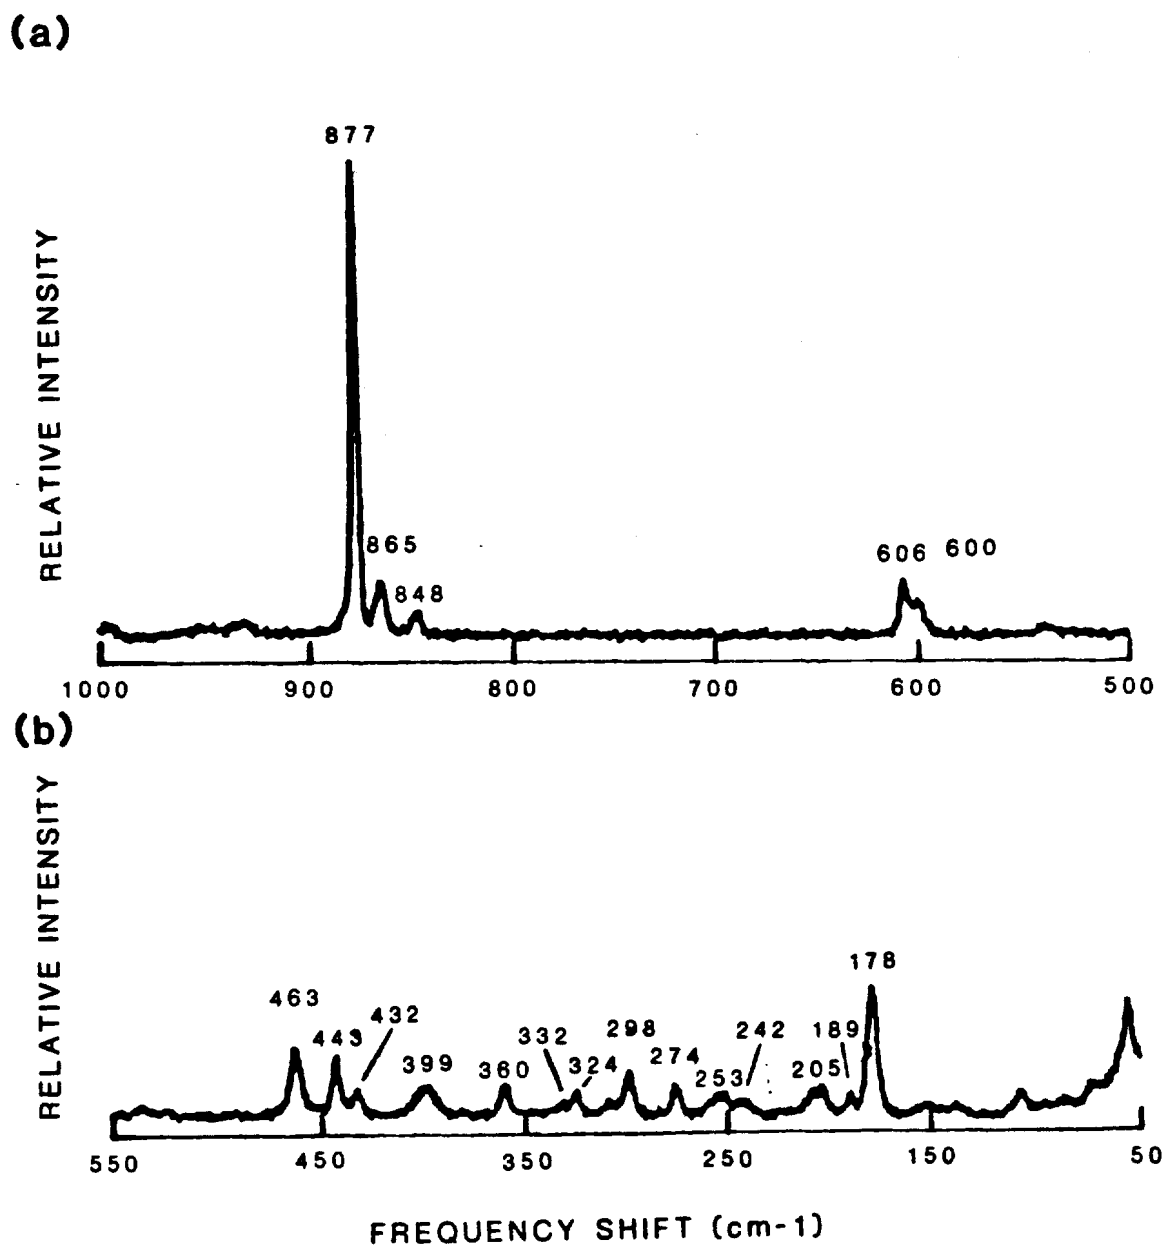 (a)
RELATIVE INTENSITY
877
865
848
606 600
1000 900 800 700 600 500
(b)
RELATIVE INTENSITY
463
443
432
399
360
332
324
298
274
253
242
205
189
178
550 450 350 250 150 50
FREQUENCY SHIFT (cm-1)